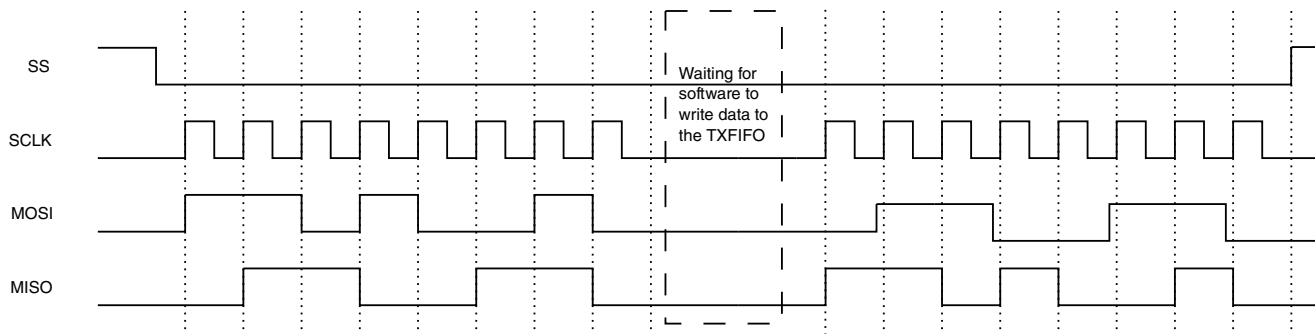 SS
Waiting for
software to
write data to
the TXFIFO
SCLK
MOSI
MISO